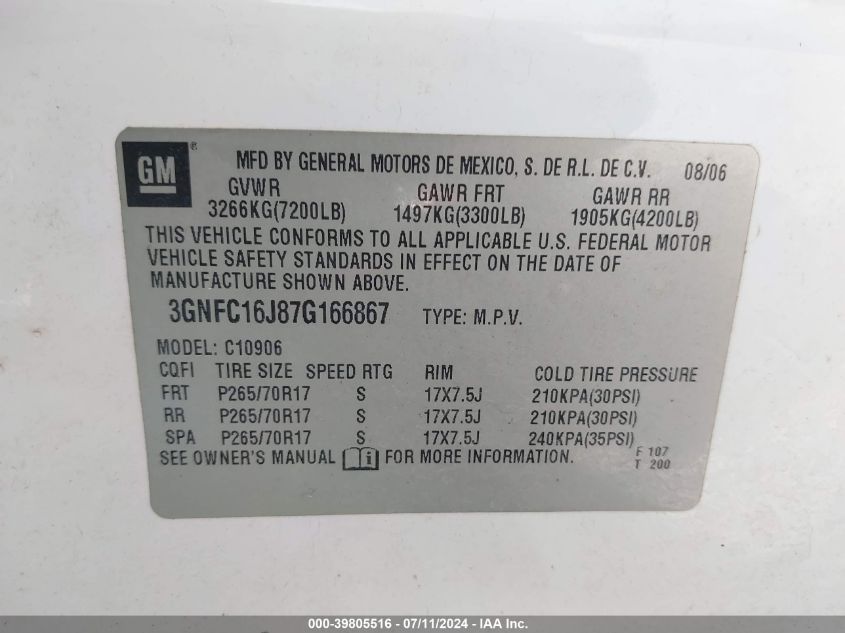 GM ® MFD BY GENERAL MOTORS DE MEXICO, S. DE R.L. DE C.V. 08/06
GVWR GAWR FRT GAWR RR
3266KG(7200LB) 1497KG(3300LB) 1905KG(4200LB)
THIS VEHICLE CONFORMS TO ALL APPLICABLE U.S. FEDERAL MOTOR
VEHICLE SAFETY STANDARDS IN EFFECT ON THE DATE OF
MANUFACTURE SHOWN ABOVE.
3GNFC16J87G166867 TYPE: M.P.V.
MODEL: C10906
CQFI TIRE SIZE SPEED RTG RIM COLD TIRE PRESSURE
FRT P265/70R17 S 17X7.5J 210KPA(30PSI)
RR P265/70R17 S 17X7.5J 210KPA(30PSI)
SPA P265/70R17 S 17X7.5J 240KPA(35PSI)
SEE OWNER'S MANUAL i FOR MORE INFORMATION. F 107
T 200
000-39805516 - 07/11/2024 - IAA Inc.